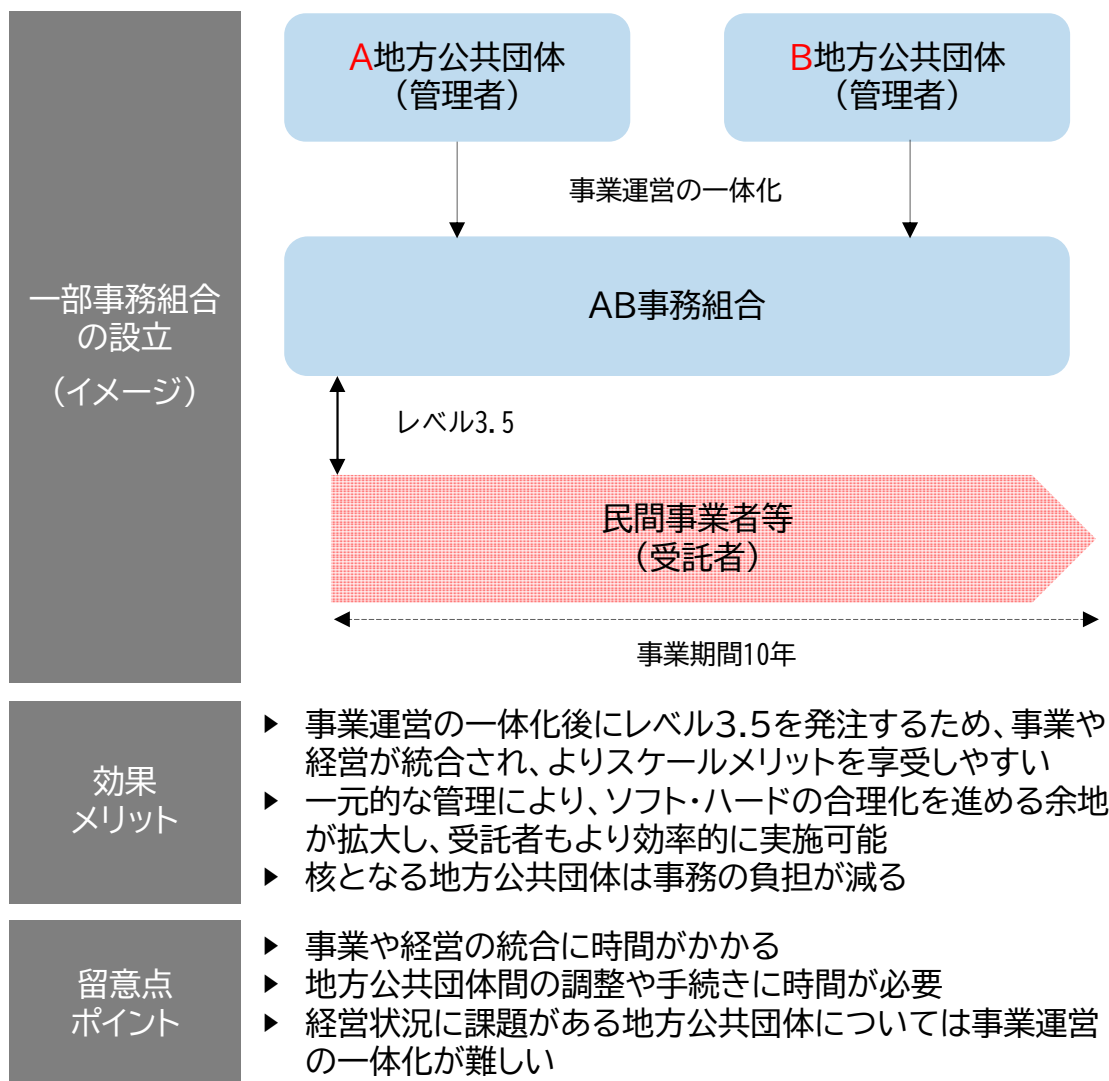 一部事務組合
の設立
（イメージ）
A地方公共団体
（管理者）
B地方公共団体
（管理者）
事業運営の一体化
AB事務組合
レベル3.5
民間事業者等
（受託者）
事業期間10年
効果
メリット
▶ 事業運営の一体化後にレベル3.5を発注するため、事業や
経営が統合され、よりスケールメリットを享受しやすい
▶ 一元的な管理により、ソフト・ハードの合理化を進める余地
が拡大し、受託者もより効率的に実施可能
▶ 核となる地方公共団体は事務の負担が減る
留意点
ポイント
▶ 事業や経営の統合に時間がかかる
▶ 地方公共団体間の調整や手続きに時間が必要
▶ 経営状況に課題がある地方公共団体については事業運営
の一体化が難しい